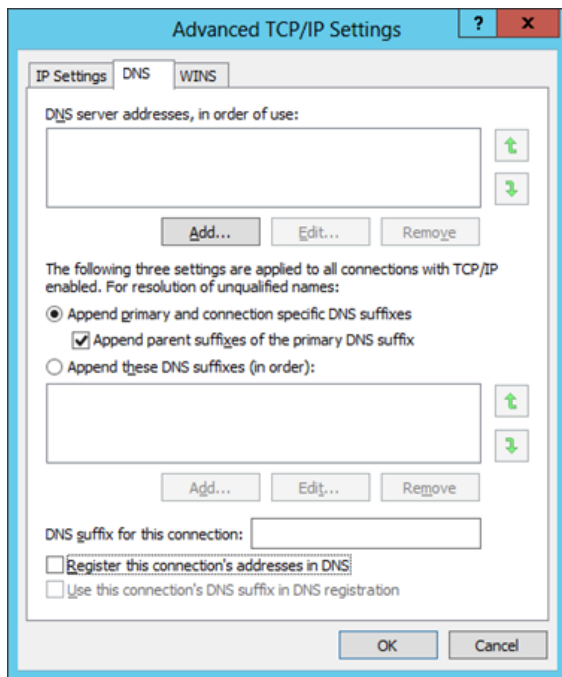 Advanced TCP/IP Settings
?
x
IP Settings
DNS
WINS
DNS server addresses, in order of use:
Add...
Edit...
Remove
The following three settings are applied to all connections with TCP/IP
enabled. For resolution of unqualified names:
Append primary and connection specific DNS suffixes
Append parent suffixes of the primary DNS suffix
Append these DNS suffixes (in order):
Add...
Edit...
Remove
DNS suffix for this connection:
Register this connection's addresses in DNS
Use this connection's DNS suffix in DNS registration
OK
Cancel